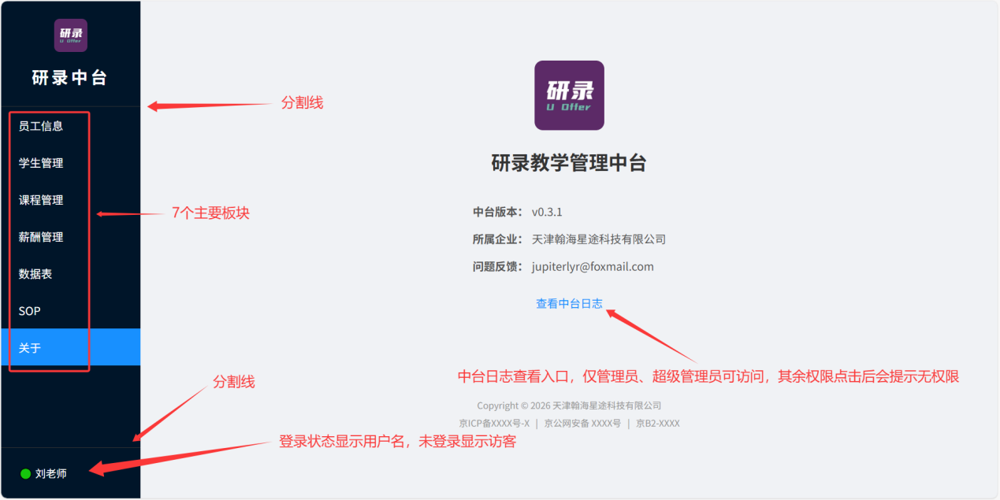 研录
U Offer
研录中台
分割线
员工信息
学生管理
课程管理
薪酬管理
数据表
SOP
关于
7个主要板块
分割线
登录状态显示用户名，未登录显示访客
刘老师
研录
U Offer
研录教学管理中台
中台版本： v0.3.1
所属企业： 天津翰海星途科技有限公司
问题反馈： jupiterlyr@foxmail.com
查看中台日志
中台日志查看入口，仅管理员、超级管理员可访问，其余权限点击后会提示无权限
Copyright © 2026 天津翰海星途科技有限公司
京ICP备XXXX号-X | 京公网安备 XXXX号 | 京B2-XXXX